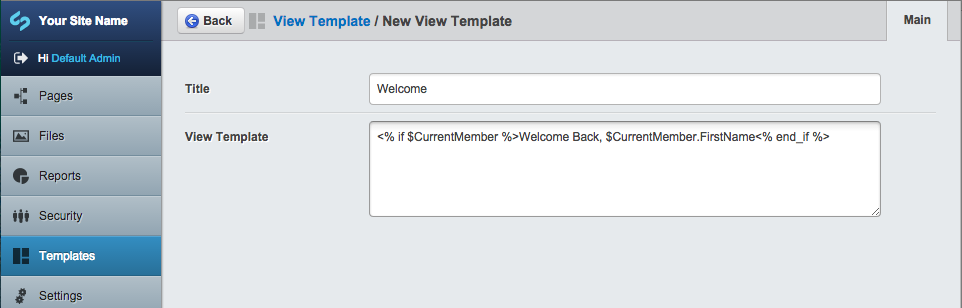 Your Site Name
Back
View Template / New View Template
Main
Hi Default Admin
Pages
Files
Reports
Security
Templates
Settings
Title
Welcome
View Template
<% if $CurrentMember %>Welcome Back, $CurrentMember.FirstName<% end_if %>